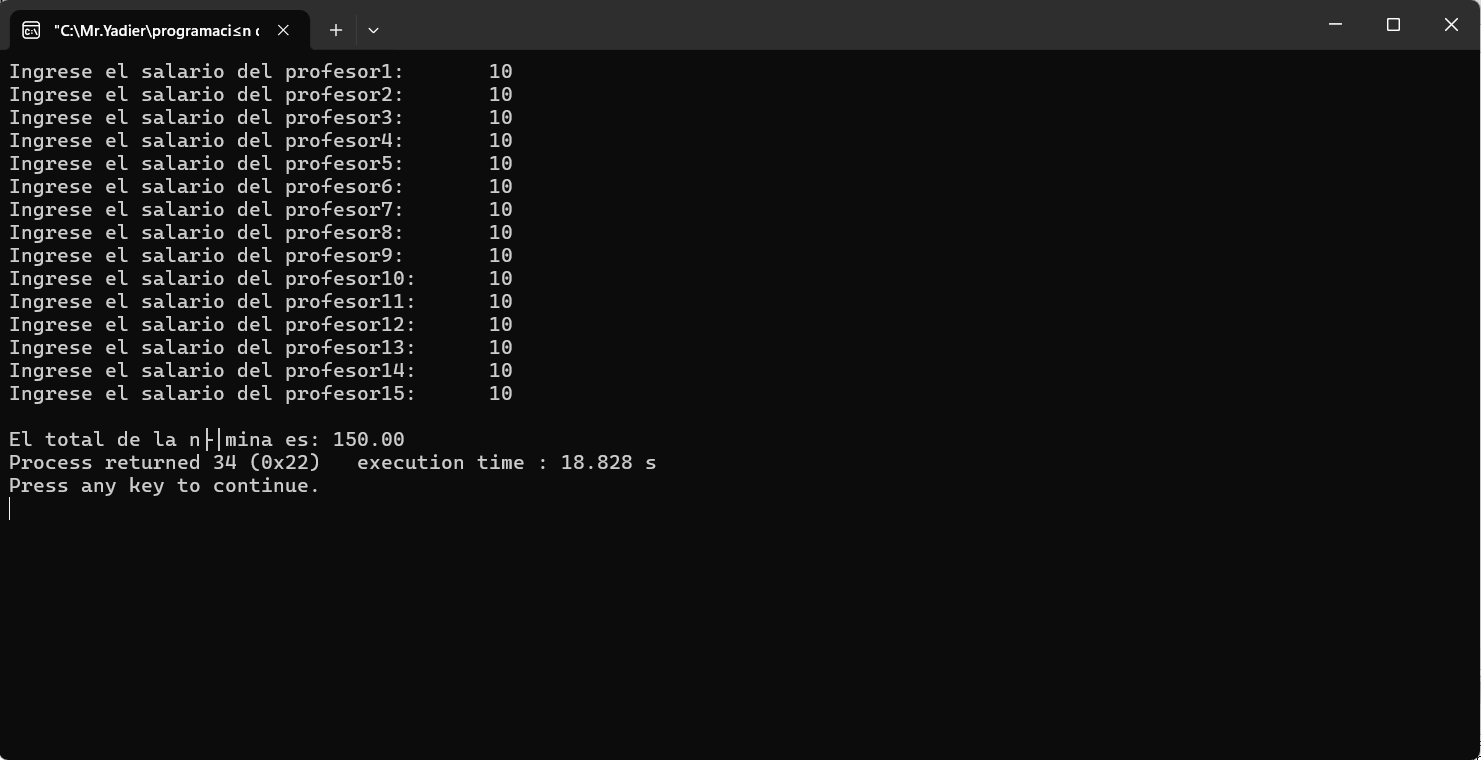 "C:\Mr.Yadier\programaci≤n c
Ingrese el salario del profesor1: 10
Ingrese el salario del profesor2: 10
Ingrese el salario del profesor3: 10
Ingrese el salario del profesor4: 10
Ingrese el salario del profesor5: 10
Ingrese el salario del profesor6: 10
Ingrese el salario del profesor7: 10
Ingrese el salario del profesor8: 10
Ingrese el salario del profesor9: 10
Ingrese el salario del profesor10: 10
Ingrese el salario del profesor11: 10
Ingrese el salario del profesor12: 10
Ingrese el salario del profesor13: 10
Ingrese el salario del profesor14: 10
Ingrese el salario del profesor15: 10
El total de la n├│mina es: 150.00
Process returned 34 (0x22) execution time : 18.828 s
Press any key to continue.